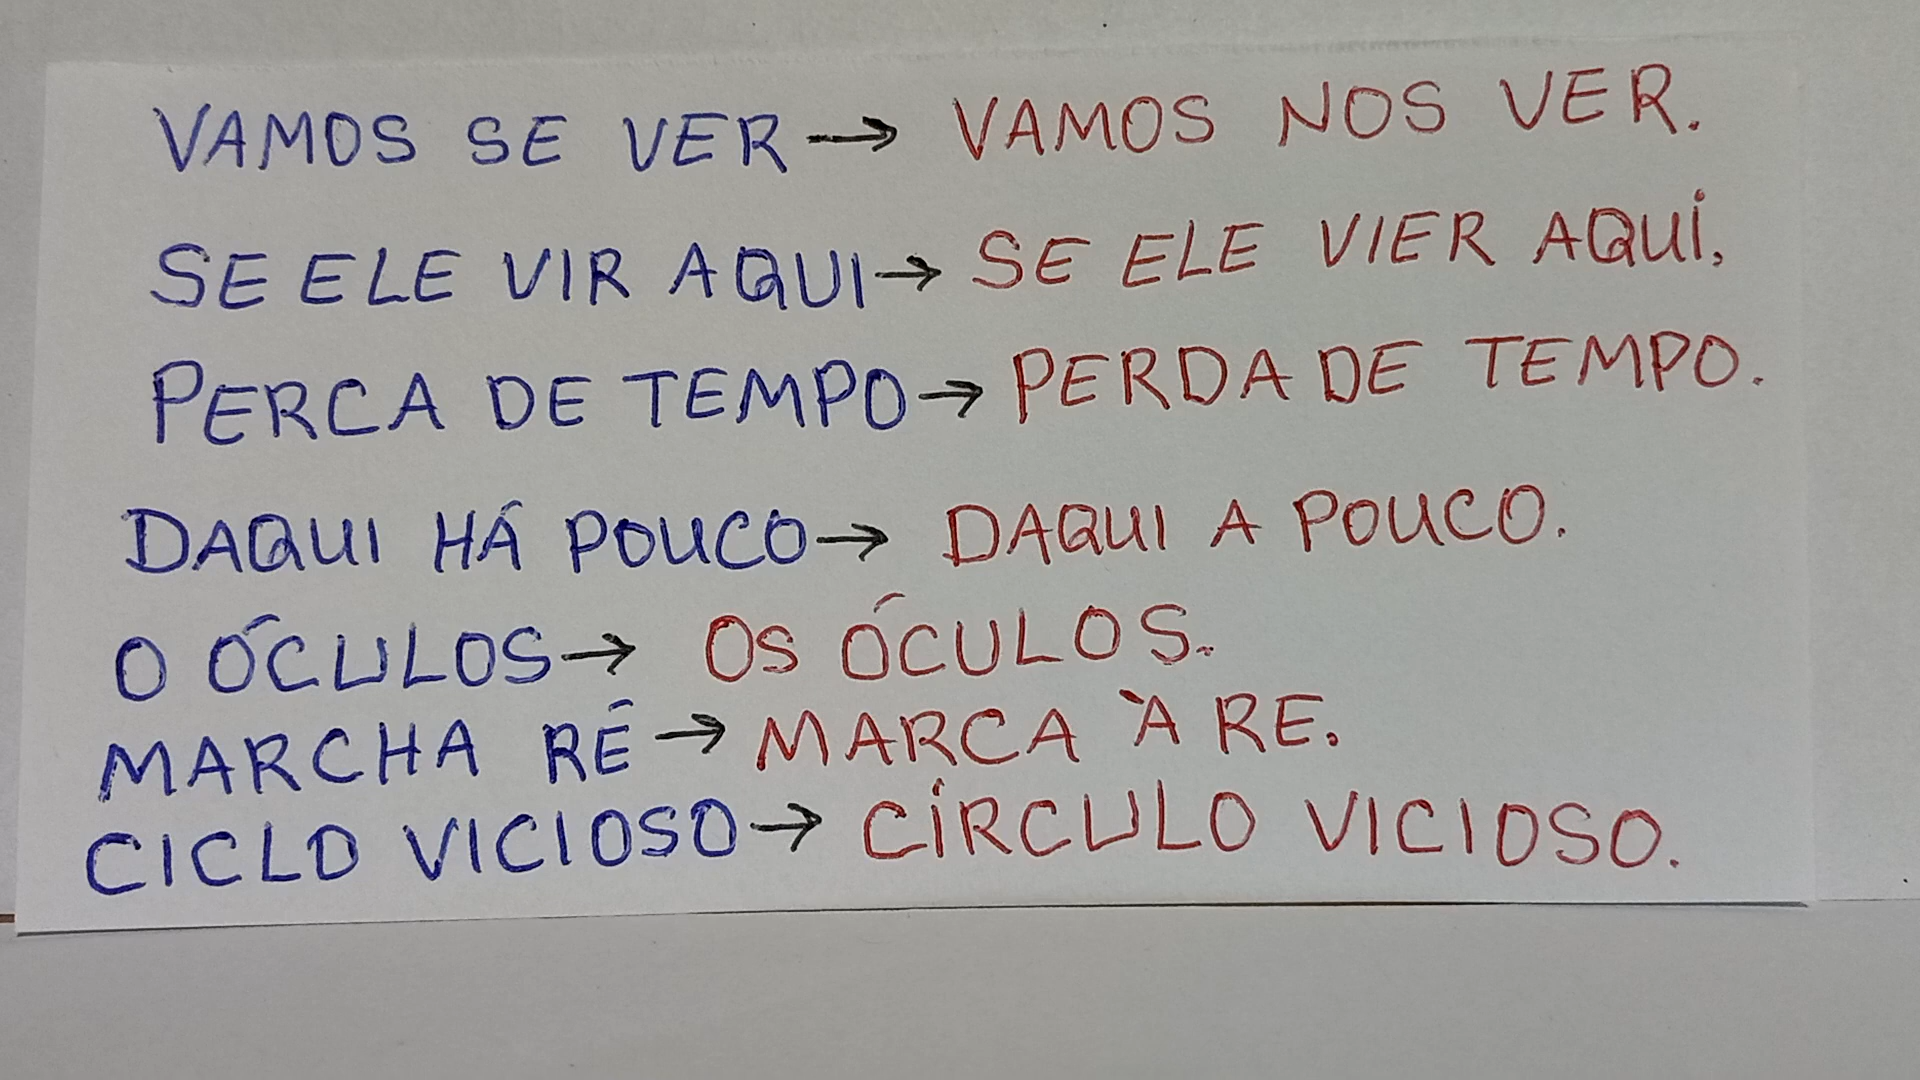 VAMOS SE VER → VAMOS NOS VER.
SE ELE VIR AQUI → SE ELE VIER AQUÍ,
PERCA DE TEMPO → PERDA DE TEMPO.
DAQUI HÁ POUCO → DAQUI A POUCO.
O ÓCULOS → OS ÓCULOS.
MARCHA RÉ → MARCA À RE.
CICLO VICIOSO → CÍRCULO VICIOSO.